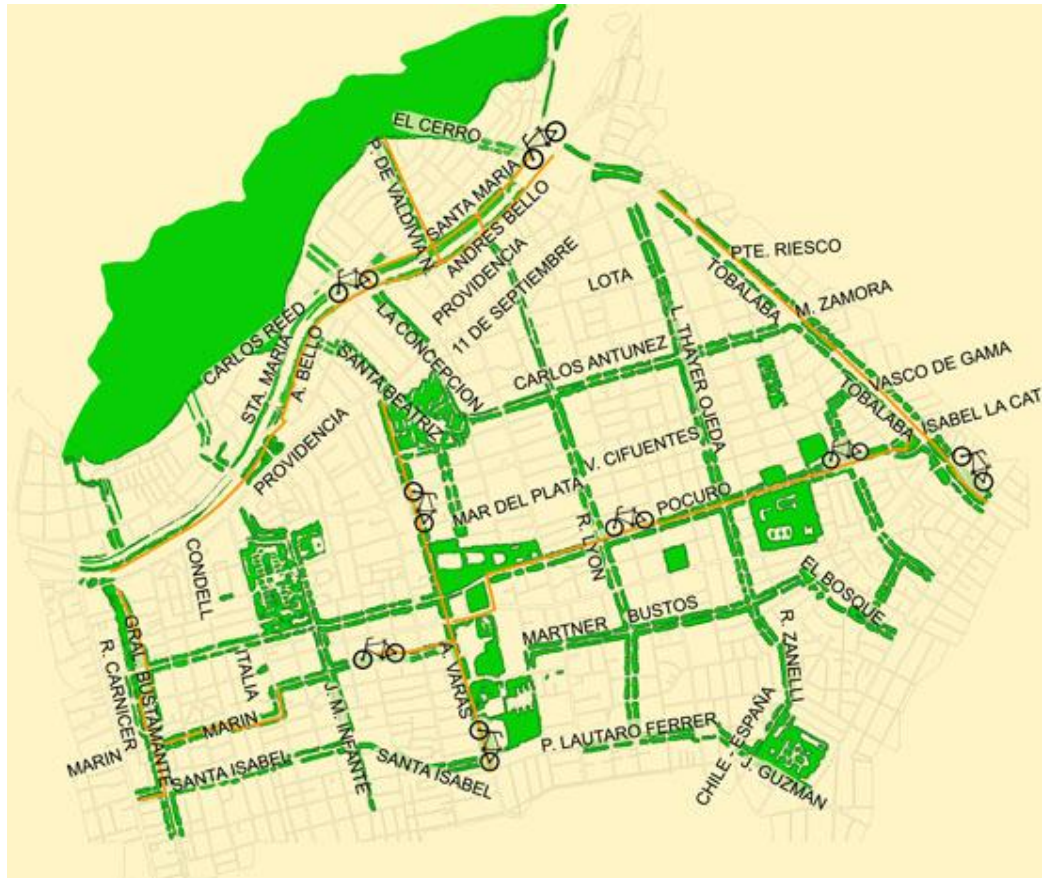 EL CERRO
P. DE VALDIVIA N.
SANTA MARIA
ANDRES BELLO
PROVIDENCIA
11 DE SEPTIEMBRE
LOTA
PTE. RIESCO
TOBALABA
M. ZAMORA
CARLOS REED
STA. MARIA
A. BELLO
LA CONCEPCION
SANTA BEATRIZ
CARLOS ANTUNEZ
L. THAYER OJEDA
VASCO DE GAMA
TOBALABA
ISABEL LA CAT
PROVIDENCIA
V. CIFUENTES
MAR DEL PLATA
POCURO
R. LYON
CONDELL
EL BOSQUE
GRAL. BUSTAMANTE
R. CARNICER
ITALIA
MARTNER
BUSTOS
R. ZANELLI
A. VARAS
J. M. INFANTE
MARIN
MARIN
SANTA ISABEL
SANTA ISABEL
P. LAUTARO FERRER
CHILE - ESPAÑA
J. GUZMAN